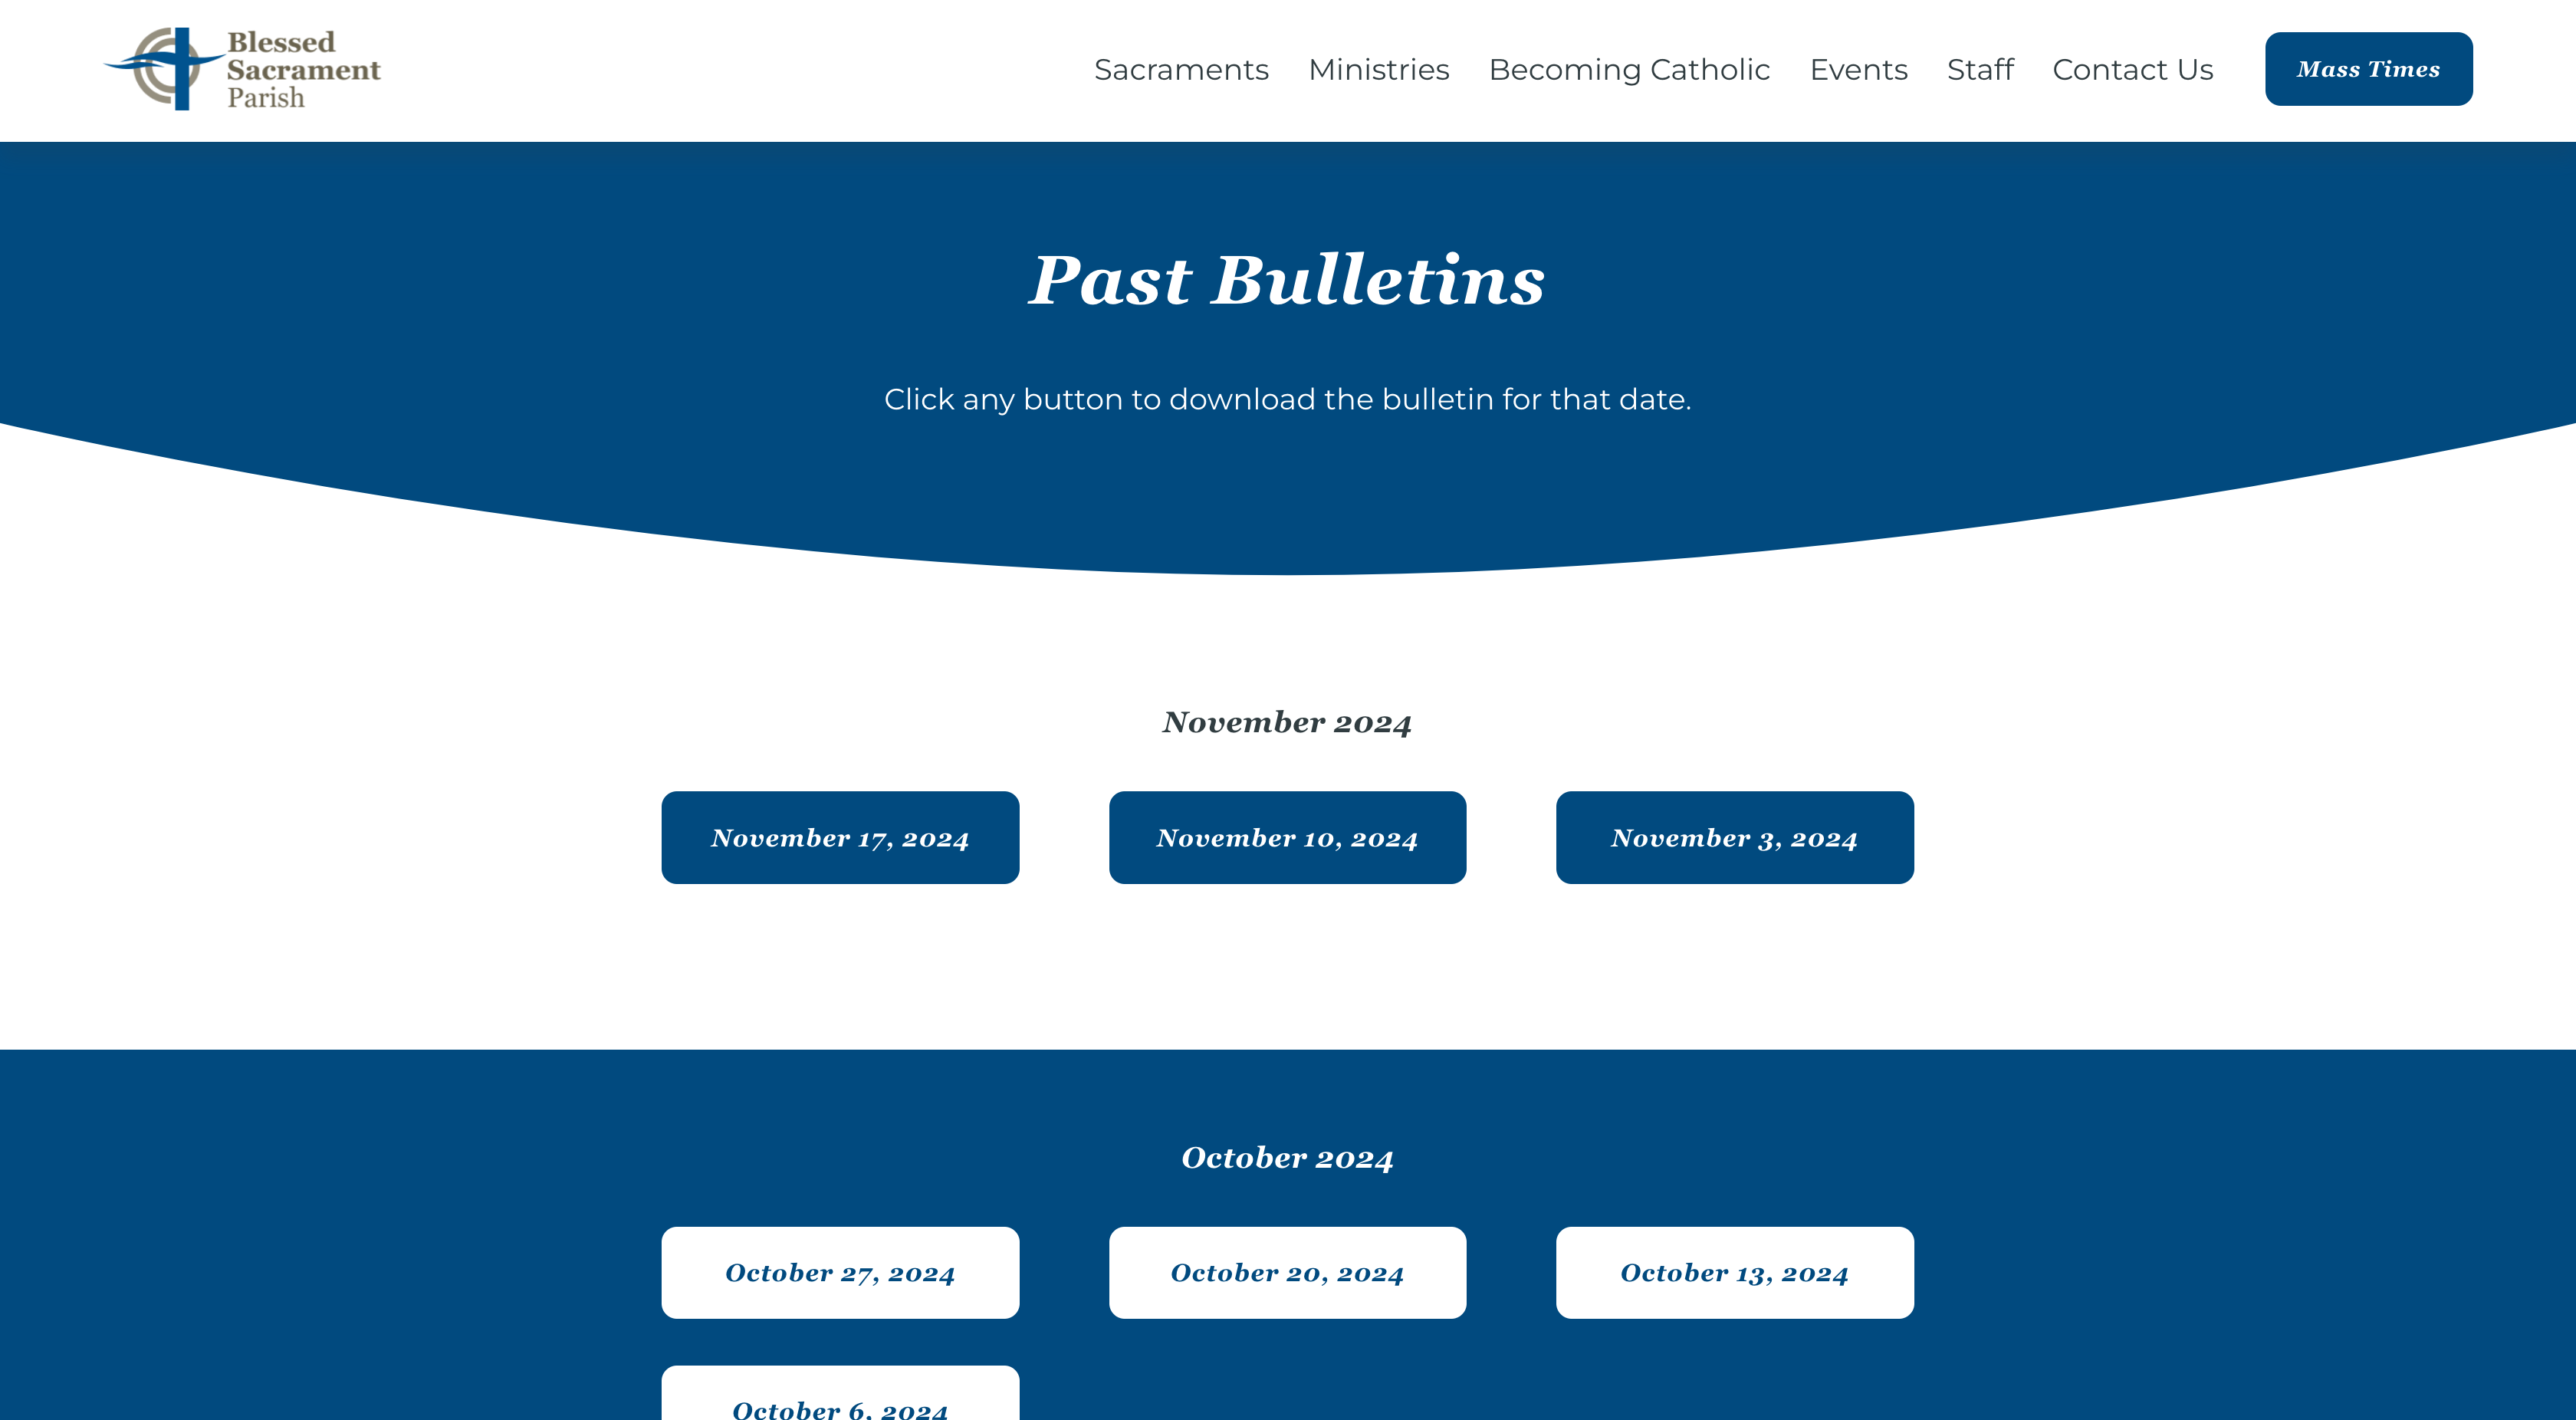 Blessed
Sacrament
Parish
Sacraments Ministries Becoming Catholic Events Staff Contact Us Mass Times
Past Bulletins
Click any button to download the bulletin for that date.
November 2024
November 17, 2024 November 10, 2024 November 3, 2024
October 2024
October 27, 2024 October 20, 2024 October 13, 2024
October 6, 2024